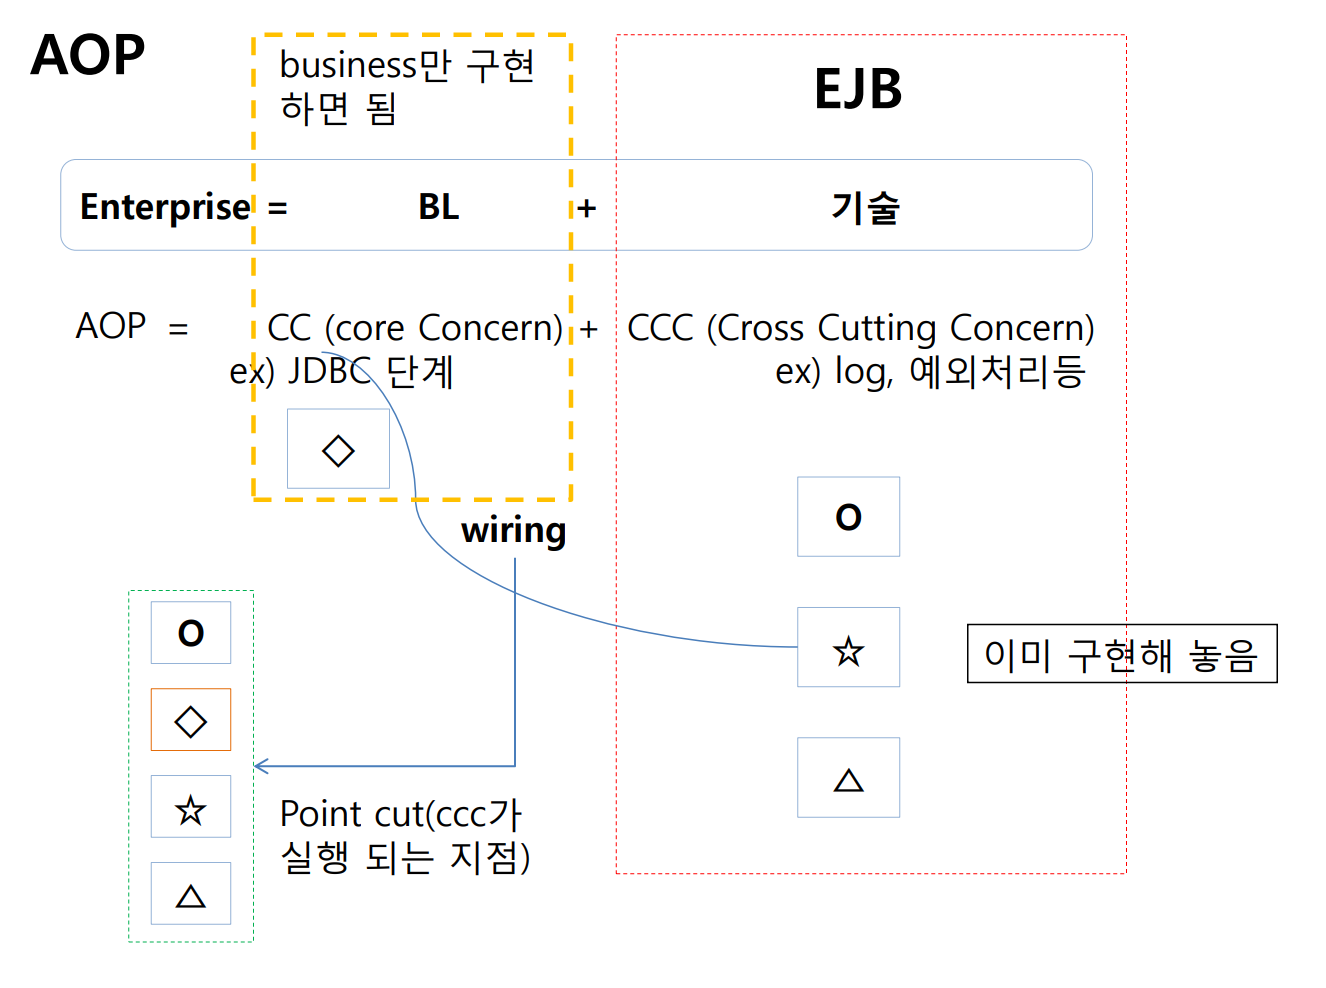 AOP
business만 구현
하면 됨
EJB
Enterprise = BL + 기술
AOP = CC (core Concern) + CCC (Cross Cutting Concern)
ex) JDBC 단계
ex) log, 예외처리등
◇
O
wiring
☆
이미 구현해 놓음
△
O
◇
☆
△
Point cut(ccc가
실행 되는 지점)